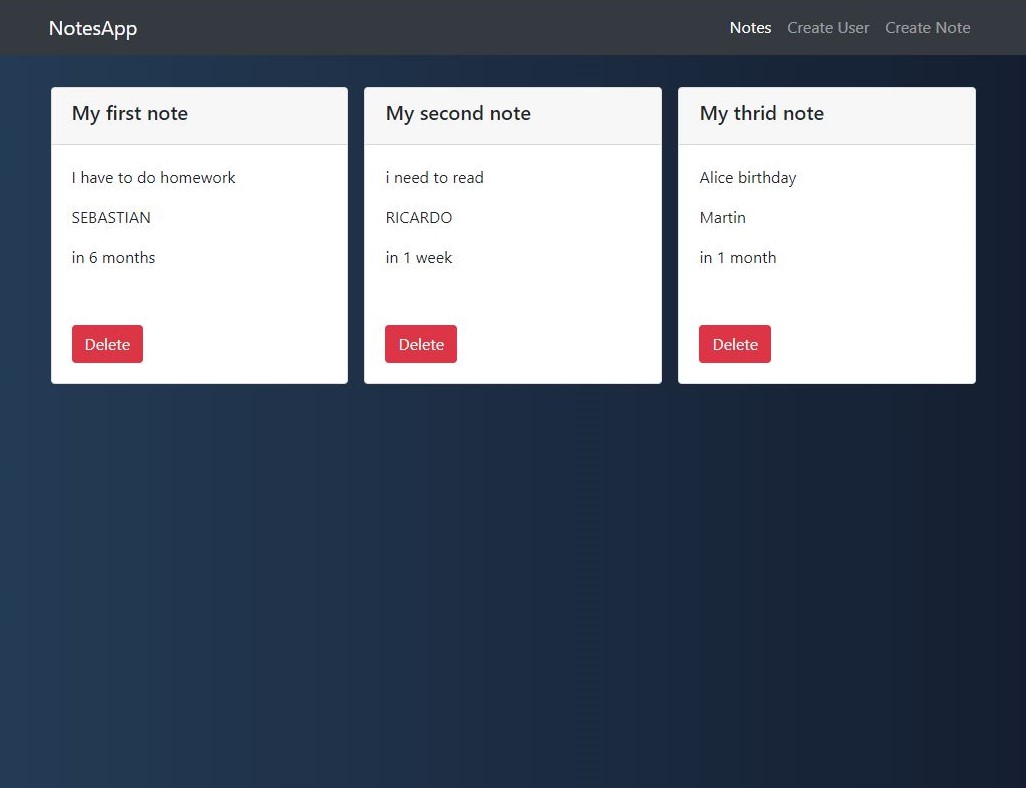 NotesApp
Notes Create User Create Note
My first note
I have to do homework
SEBASTIAN
in 6 months
Delete
My second note
i need to read
RICARDO
in 1 week
Delete
My thrid note
Alice birthday
Martin
in 1 month
Delete